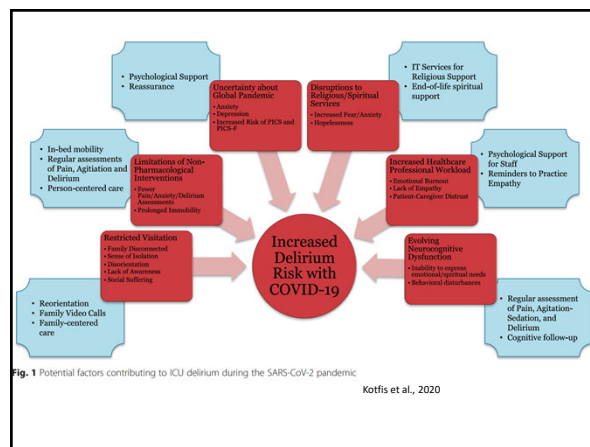 • Psychological Support
• Reassurance
Uncertainty about
Global Pandemic
• Anxiety
• Depression
• Increased Risk of PICS and
PICS-F
Disruptions to
Religious/Spiritual
Services
• Increased Fear/Anxiety
• Hopelessness
• IT Services for
Religious Support
• End-of-life spiritual
support
• In-bed mobility
• Regular assessments
of Pain, Agitation and
Delirium
• Person-centered care
Limitations of Non-
Pharmacological
Interventions
• Fewer
Pain/Anxiety/Delirium
Assessments
• Prolonged Immobility
Increased Healthcare
Professional Workload
• Emotional Burnout
• Lack of Empathy
• Patient-Caregiver Distrust
• Psychological Support
for Staff
• Reminders to Practice
Empathy
Restricted Visitation
• Family Disconnected
• Sense of Isolation
• Disorientation
• Lack of Awareness
• Social Suffering
Increased
Delirium
Risk with
COVID-19
Evolving
Neurocognitive
Dysfunction
• Inability to express
emotional/spiritual needs
• Behavioral disturbances
• Reorientation
• Family Video Calls
• Family-centered
care
• Regular assessment
of Pain, Agitation-
Sedation, and
Delirium
• Cognitive follow-up
Fig. 1 Potential factors contributing to ICU delirium during the SARS-CoV-2 pandemic
Kotfis et al., 2020